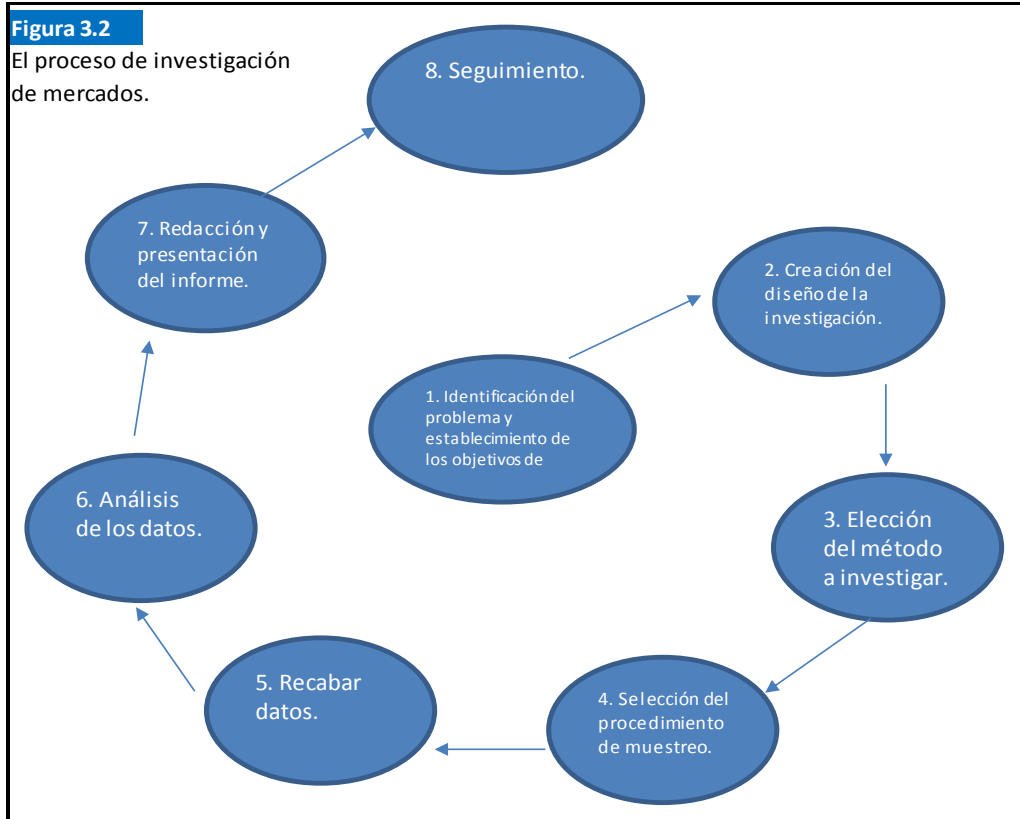 Figura 3.2
El proceso de investigación
de mercados.
1. Identificación del
problema y
establecimiento de
los objetivos de
2. Creación del
diseño de la
investigación.
3. Elección
del método
a investigar.
4. Selección del
procedimiento
de muestreo.
5. Recabar
datos.
6. Análisis
de los datos.
7. Redacción y
presentación
del informe.
8. Seguimiento.